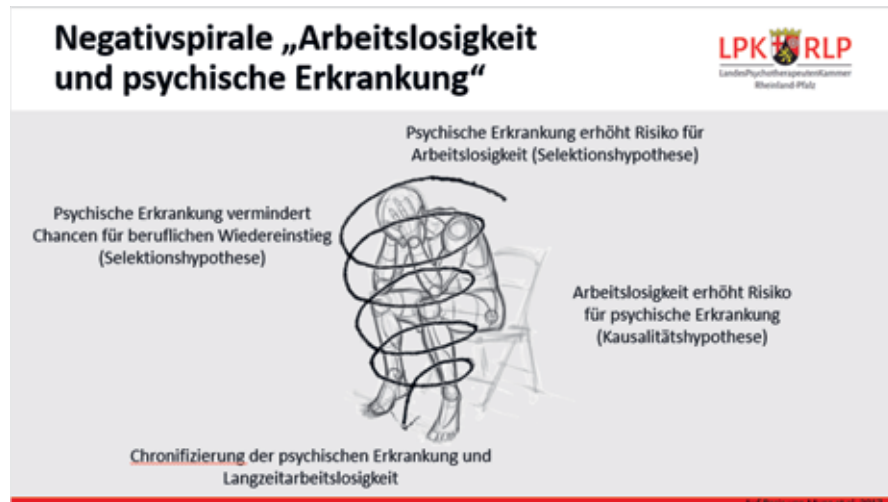 Negativspirale „Arbeitslosigkeit
und psychische Erkrankung“
LPK RLP
LandesPsychotherapeutenKammer
Rheinland-Pfalz
Psychische Erkrankung erhöht Risiko für
Arbeitslosigkeit (Selektionshypothese)
Psychische Erkrankung vermindert
Chancen für beruflichen Wiedereinstieg
(Selektionshypothese)
Arbeitslosigkeit erhöht Risiko
für psychische Erkrankung
(Kausalitätshypothese)
Chronifizierung der psychischen Erkrankung und
Langzeitarbeitslosigkeit